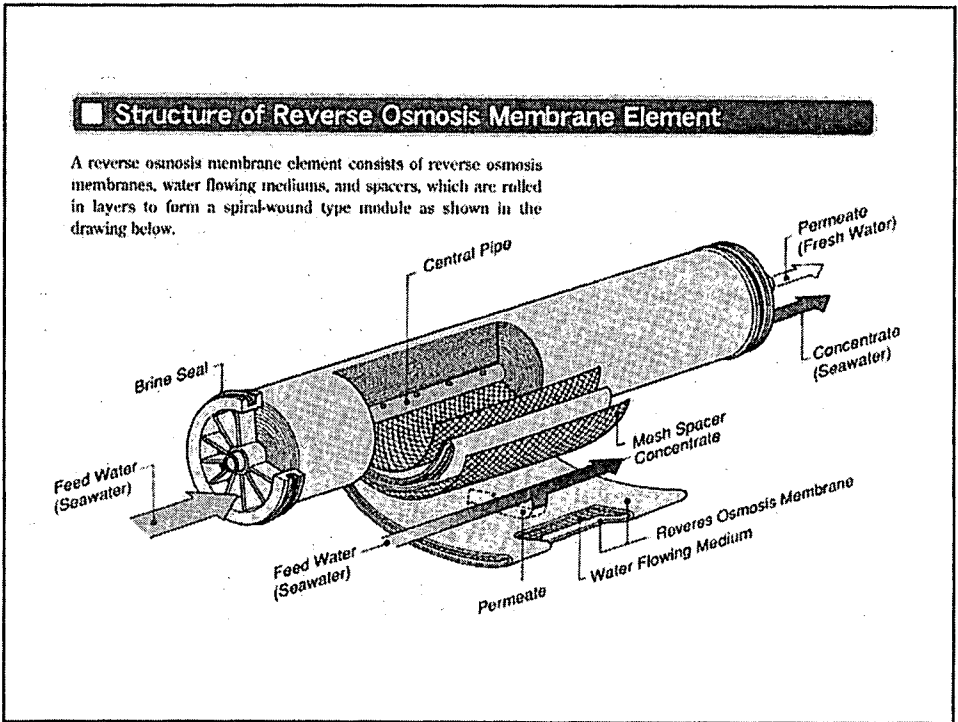 Structure of Reverse Osmosis Membrane Element
A reverse osmosis membrane element consists of reverse osmosis
membranes, water flowing mediums, and spacers, which are rolled
in layers to form a spiral-wound type module as shown in the
drawing below.
Permeate
(Fresh Water)
Central Pipe
Concentrate
(Seawater)
Brine Seal
Mesh Spacer
Concentrate
Feed Water
(Seawater)
Reveres Osmosis Membrane
Water Flowing Medium
Feed Water
(Seawater)
Permeate